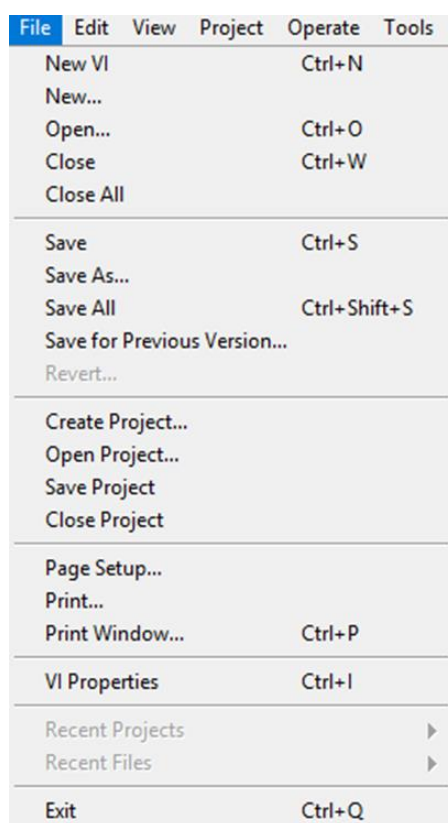 File Edit View Project Operate Tools
New VI Ctrl+N
New...
Open... Ctrl+O
Close Ctrl+W
Close All
Save Ctrl+S
Save As...
Save All Ctrl+Shift+S
Save for Previous Version...
Revert...
Create Project...
Open Project...
Save Project
Close Project
Page Setup...
Print...
Print Window... Ctrl+P
VI Properties Ctrl+I
Recent Projects
Recent Files
Exit Ctrl+Q